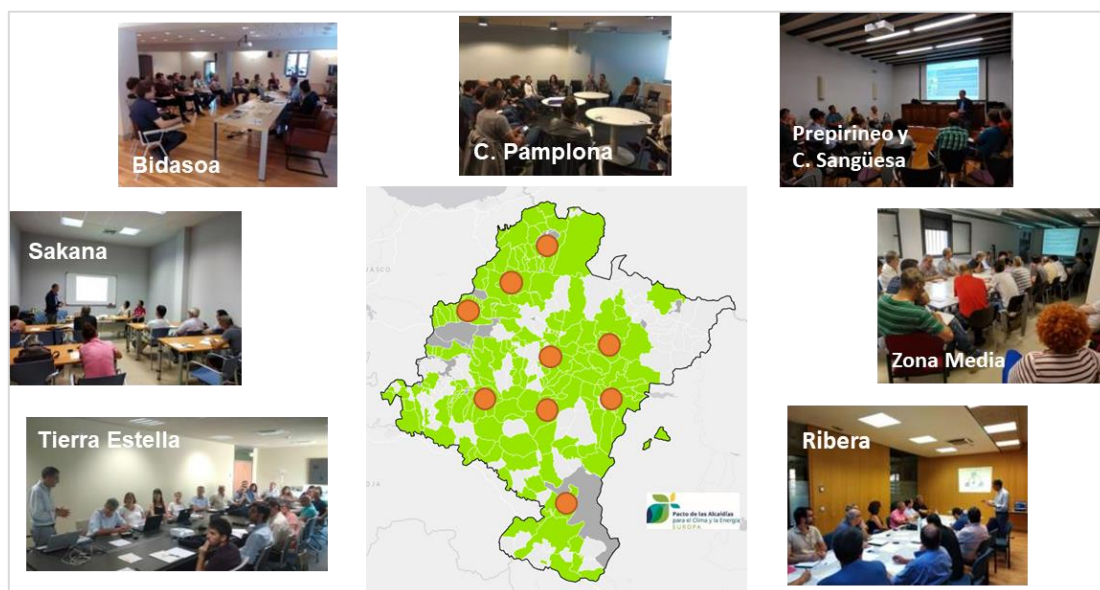 Bidasoa
C. Pamplona
Prepirineo y
C. Sangüesa
Sakana
Zona Media
Tierra Estella
Ribera
Pacto de las Alcaldías
para el Clima y la Energía
EUROPA